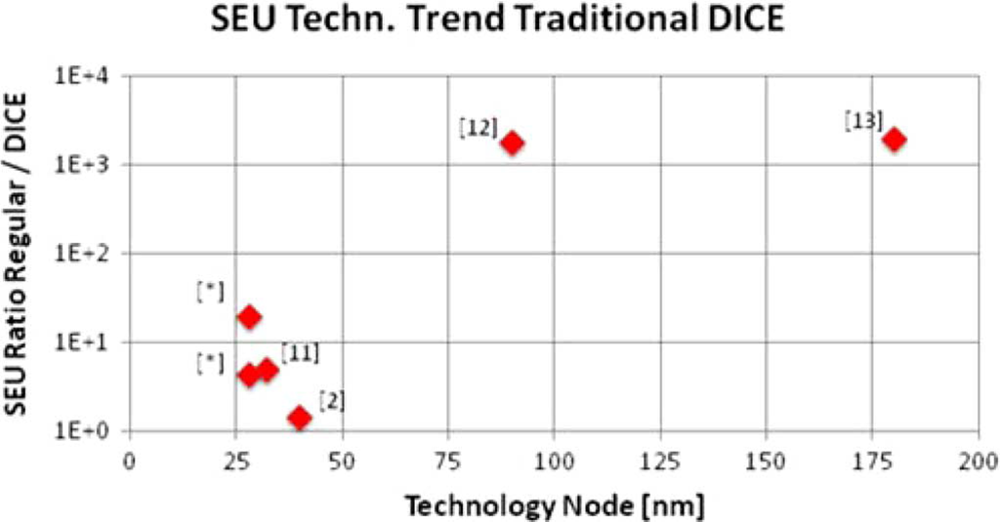 SEU Techn. Trend Traditional DICE
SEU Ratio Regular / DICE
1E+4
1E+3
1E+2
1E+1
1E+0
[12]
[13]
[*]
[*]
[11]
[2]
0 25 50 75 100 125 150 175 200
Technology Node [nm]